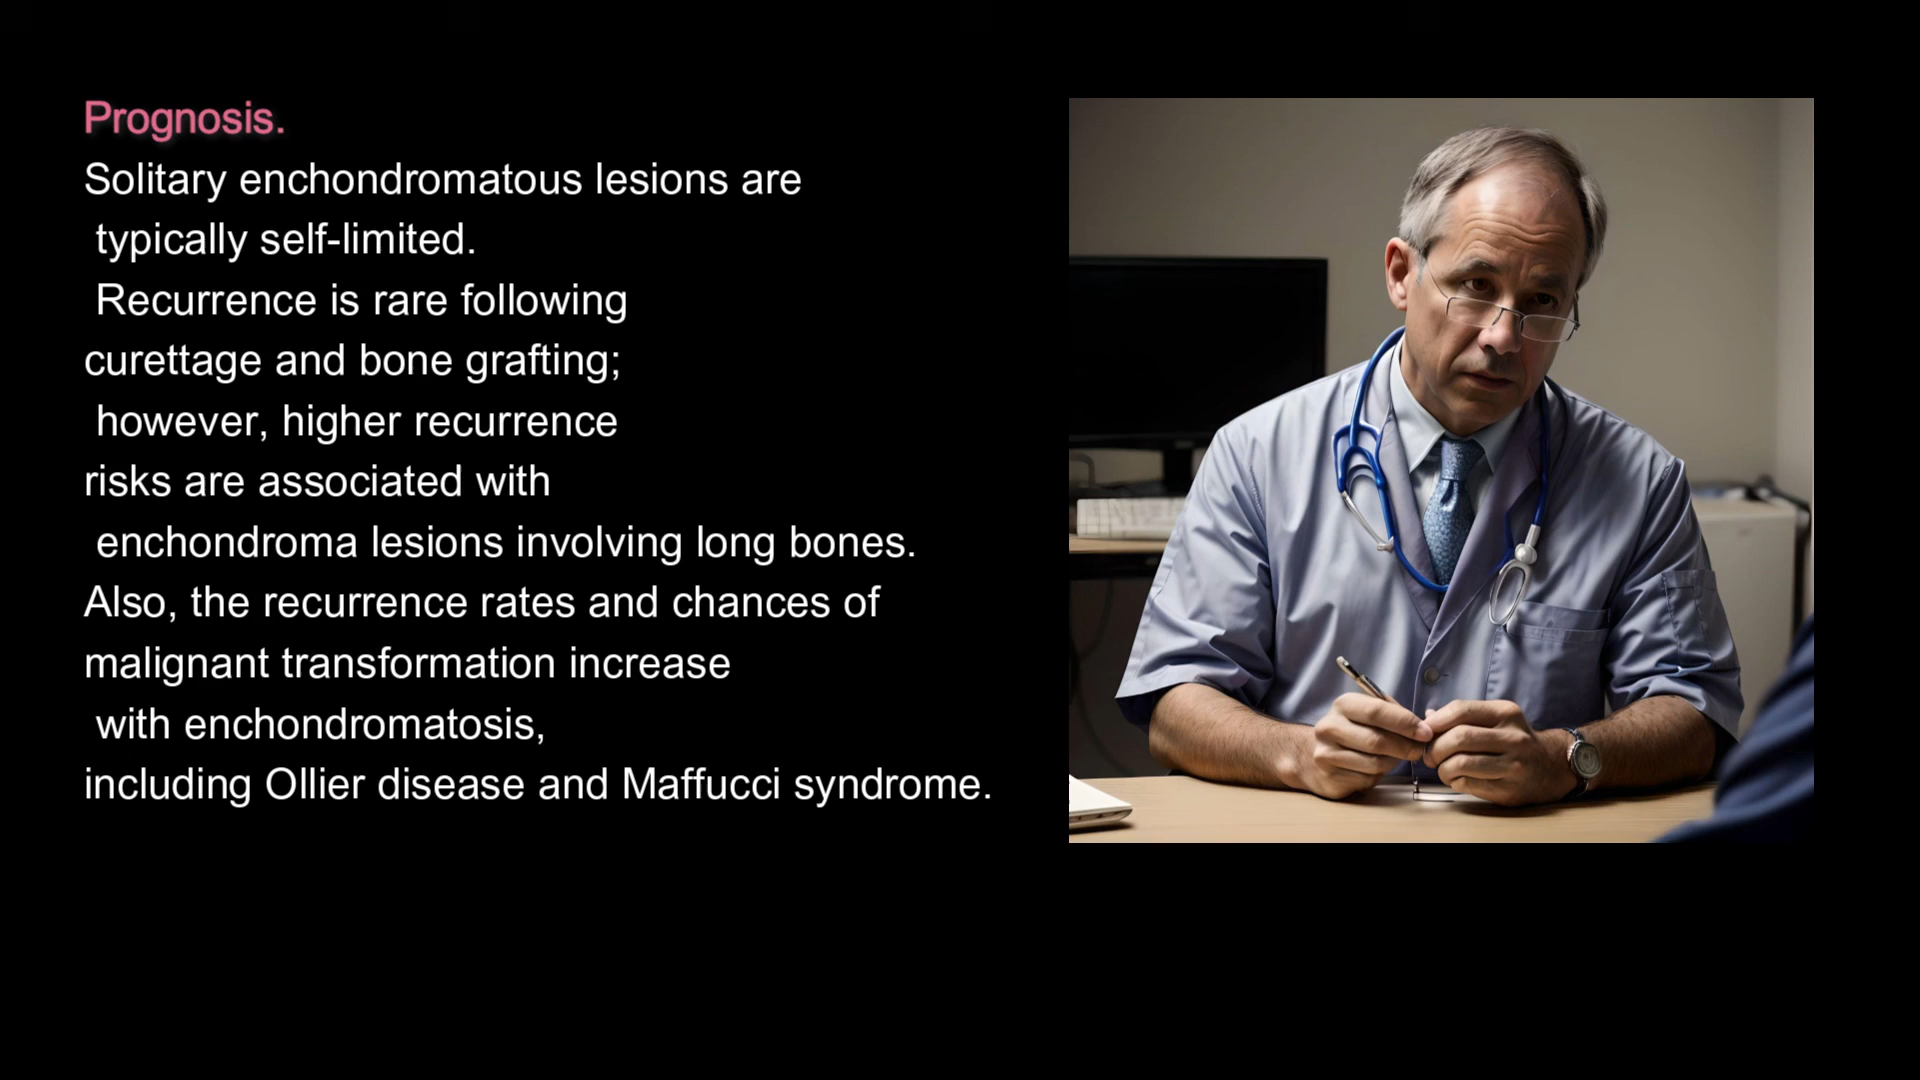 Prognosis.
Solitary enchondromatous lesions are
typically self-limited.
Recurrence is rare following
curettage and bone grafting;
however, higher recurrence
risks are associated with
enchondroma lesions involving long bones.
Also, the recurrence rates and chances of
malignant transformation increase
with enchondromatosis,
including Ollier disease and Maffucci syndrome.